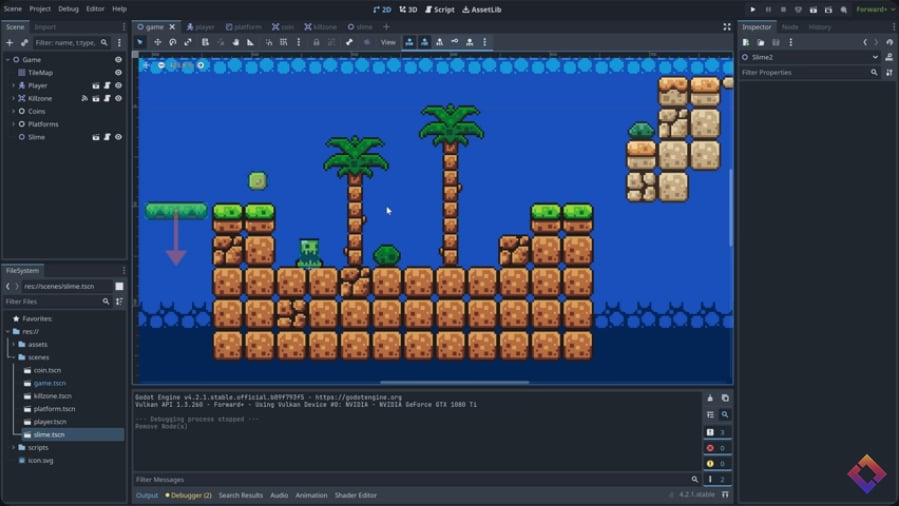 Scene Project Debug Editor Help
2D 3D Script AssetLib
Forward+
Scene Import
game player platform coin killzone slime
Inspector Node History
Filter: name, t:type,
View
Slime2
Filter Properties
Game
TileMap
Player
Killzone
Coins
Platforms
Slime
FileSystem
res://scenes/slime.tscn
Filter Files
Favorites:
res://
assets
scenes
coin.tscn
game.tscn
killzone.tscn
platform.tscn
player.tscn
slime.tscn
scripts
icon.svg
Godot Engine v4.2.1.stable.official.b09f793f5 - https://godotengine.org
Vulkan API 1.3.260 - Forward+ - Using Vulkan Device #0: NVIDIA - NVIDIA GeForce GTX 1080 Ti
--- Debugging process stopped ---
Remove Node(s)
3
0
0
2
Filter Messages
Output Debugger (2) Search Results Audio Animation Shader Editor
4.2.1.stable